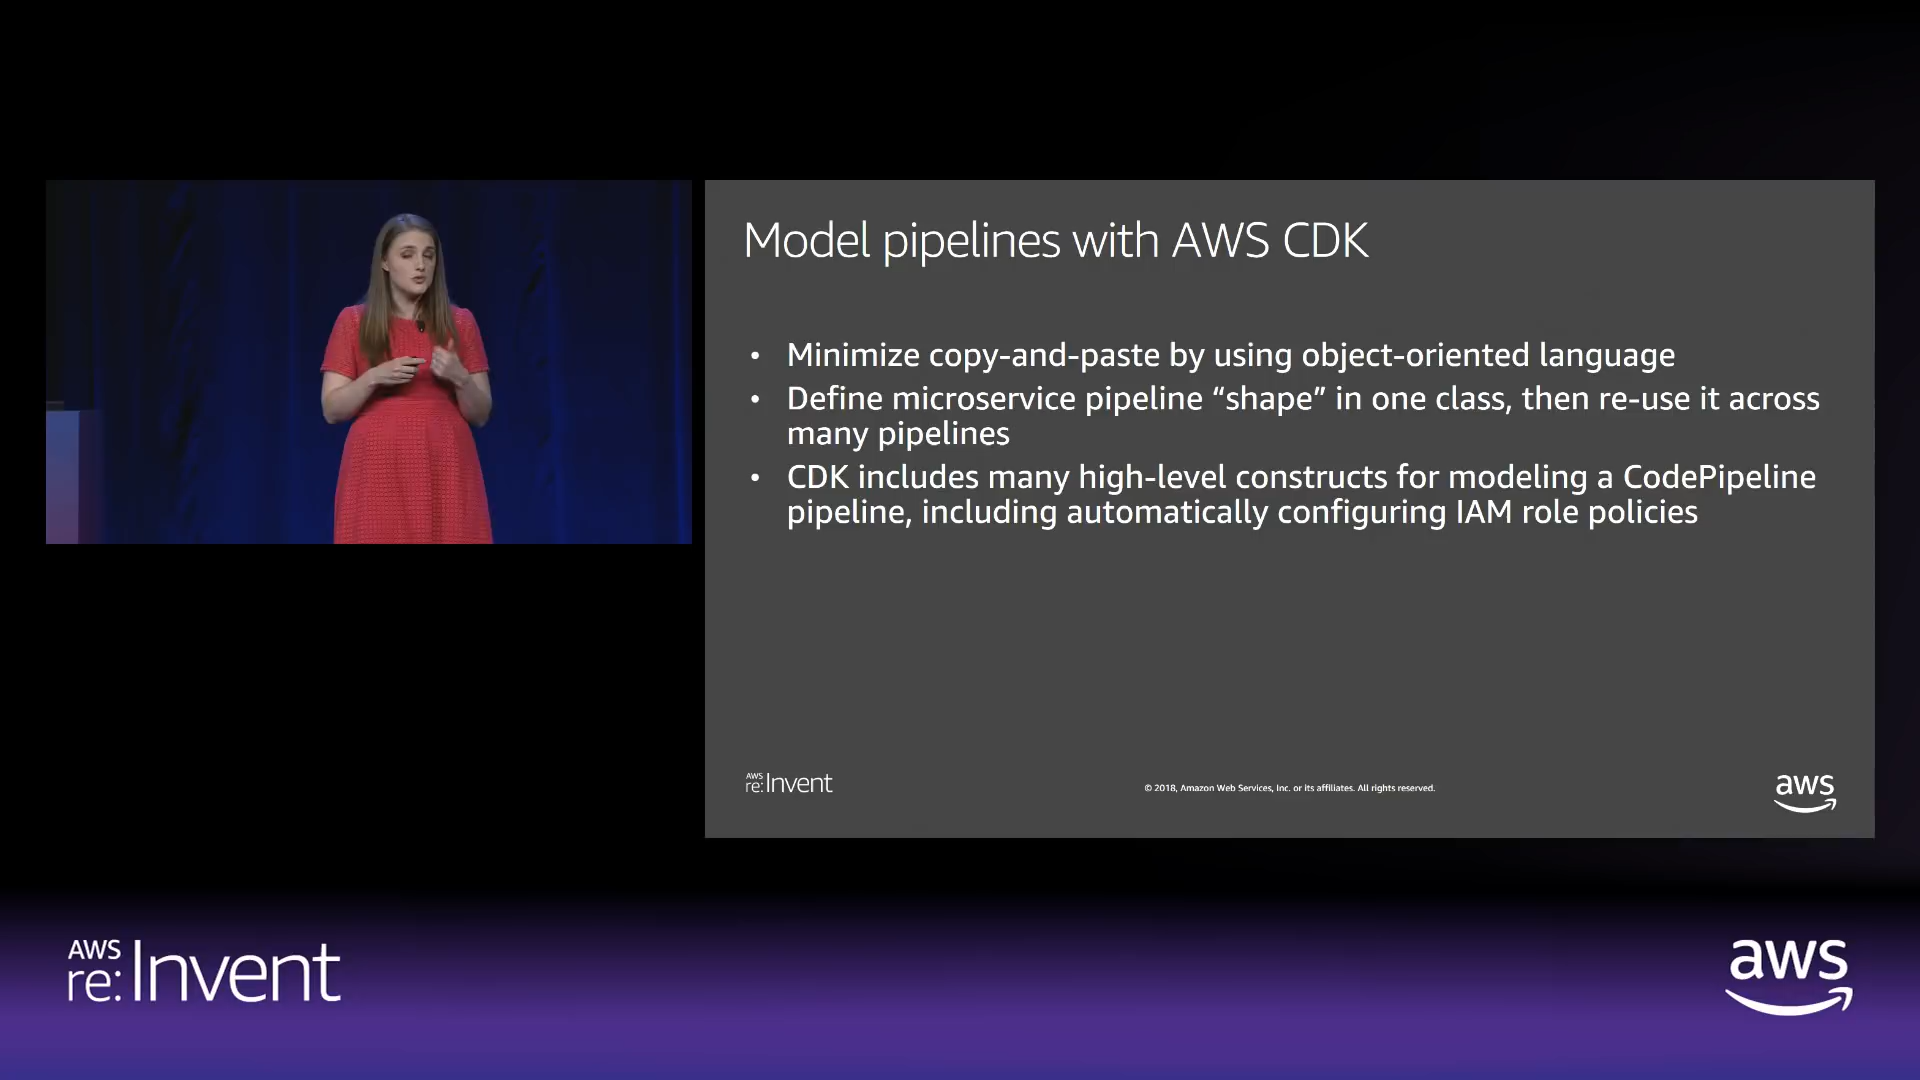 Model pipelines with AWS CDK
• Minimize copy-and-paste by using object-oriented language
• Define microservice pipeline “shape” in one class, then re-use it across
many pipelines
• CDK includes many high-level constructs for modeling a CodePipeline
pipeline, including automatically configuring IAM role policies
AWS
re:Invent
© 2018, Amazon Web Services, Inc. or its affiliates. All rights reserved.
aws
AWS
re:Invent
aws